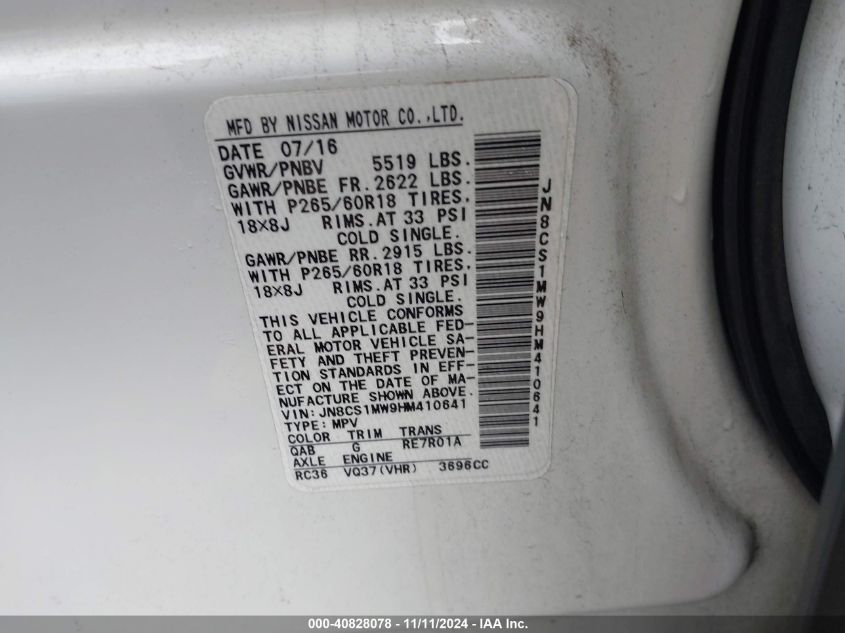 MFD BY NISSAN MOTOR CO.,LTD.
DATE 07/16
GVWR/PNBV 5519 LBS.
GAWR/PNBE FR.2622 LBS.
WITH P265/60R18 TIRES,
18X8J RIMS.AT 33 PSI
COLD SINGLE.
GAWR/PNBE RR.2915 LBS.
WITH P265/60R18 TIRES,
18X8J RIMS.AT 33 PSI
COLD SINGLE.
THIS VEHICLE CONFORMS
TO ALL APPLICABLE FED-
ERAL MOTOR VEHICLE SA-
FETY AND THEFT PREVEN-
TION STANDARDS IN EFF-
ECT ON THE DATE OF MA-
NUFACTURE SHOWN ABOVE.
VIN: JN8CS1MW9HM410641
TYPE: MPV
COLOR TRIM TRANS
QAB G RE7R01A
AXLE ENGINE
RC36 VQ37(VHR) 3696CC
JN8CS1MW9HM410641
000-40828078 - 11/11/2024 - IAA Inc.